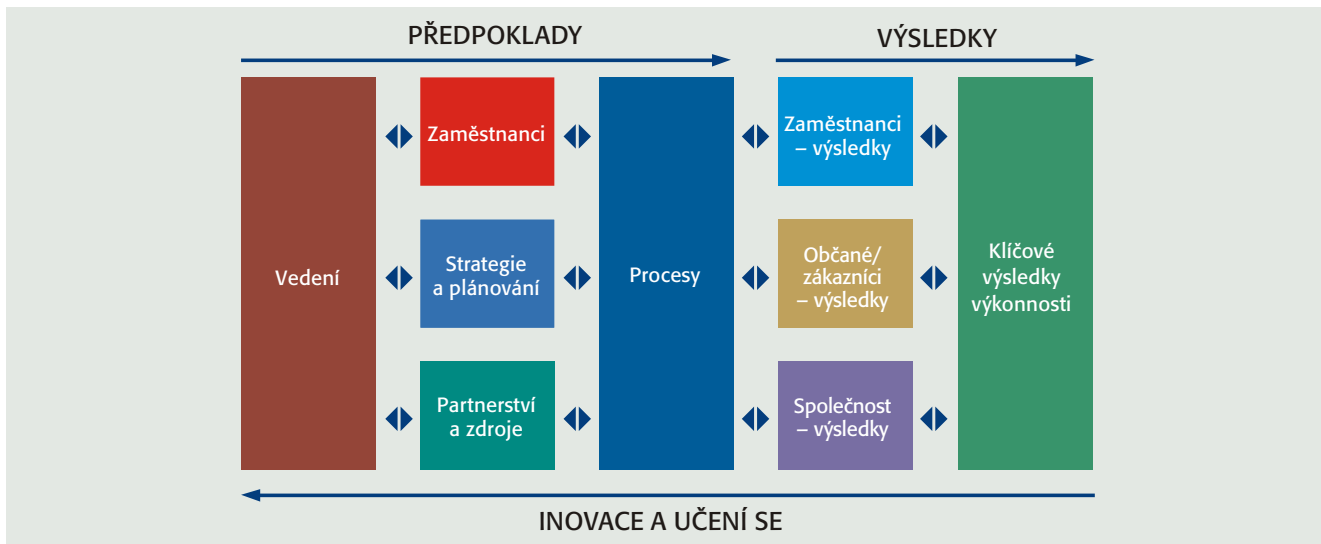 PŘEDPOKLADY
VÝSLEDKY
Vedení
Zaměstnanci
Strategie
a plánování
Partnerství
a zdroje
Procesy
Zaměstnanci
– výsledky
Občané/
zákazníci
– výsledky
Společnost
– výsledky
Klíčové
výsledky
výkonnosti
INOVACE A UČENÍ SE